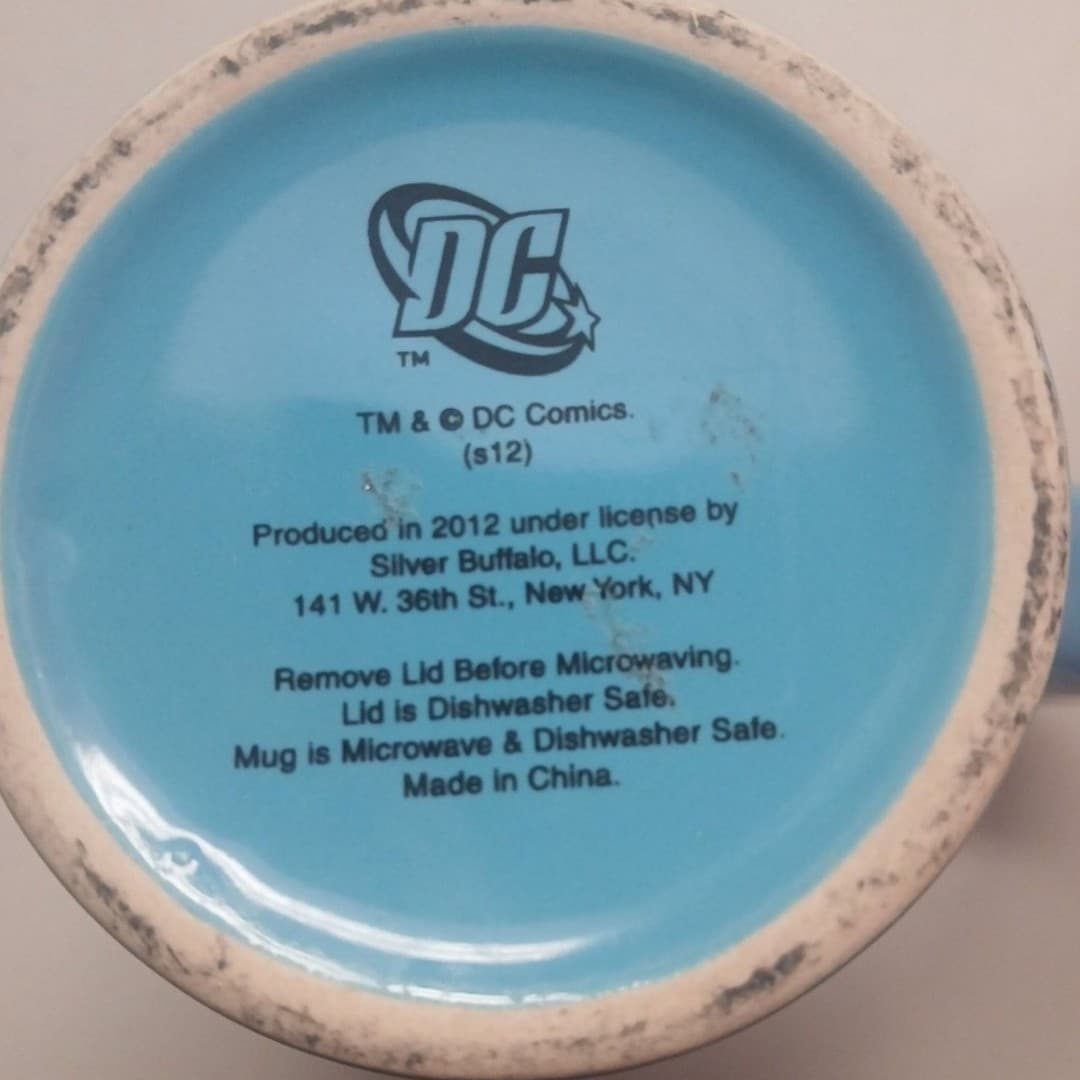 DC
TM
TM & © DC Comics.
(s12)
Produced in 2012 under license by
Silver Buffalo, LLC.
141 W. 36th St., New York, NY
Remove Lid Before Microwaving.
Lid is Dishwasher Safe.
Mug is Microwave & Dishwasher Safe.
Made in China.